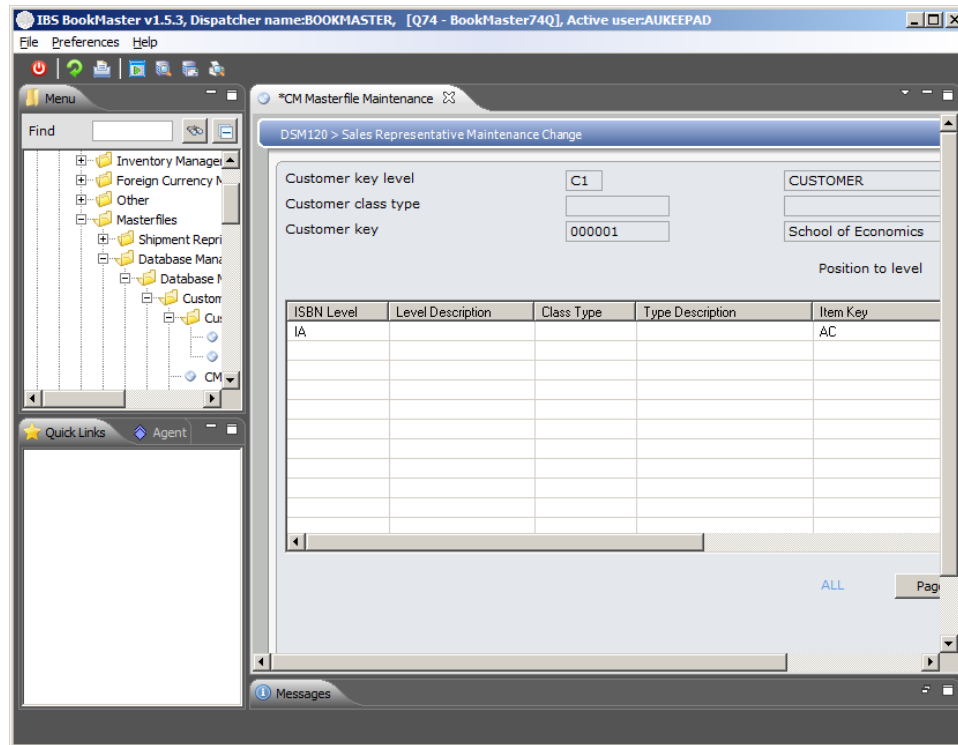 IBS BookMaster v1.5.3, Dispatcher name:BOOKMASTER, [Q74 - BookMaster74Q], Active user:AUKEEPAD
File Preferences Help
Menu
*CM Masterfile Maintenance
Find
DSM120 > Sales Representative Maintenance Change
Inventory Manager
Foreign Currency M
Other
Masterfiles
Shipment Repri
Database Mana
Database M
Custom
Cus
CM
Customer key level C1 CUSTOMER
Customer class type
Customer key 000001 School of Economics
Position to level
ISBN Level Level Description Class Type Type Description Item Key
IA AC
ALL Page
Quick Links Agent
Messages